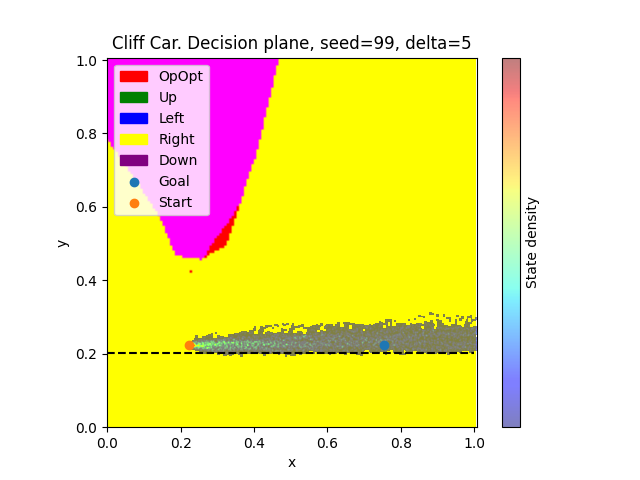 Cliff Car. Decision plane, seed=99, delta=5
OpOpt
Up
Left
Right
Down
Goal
Start
1.0
0.8
0.6
0.4
0.2
0.0
y
0.0 0.2 0.4 0.6 0.8 1.0
x
State density